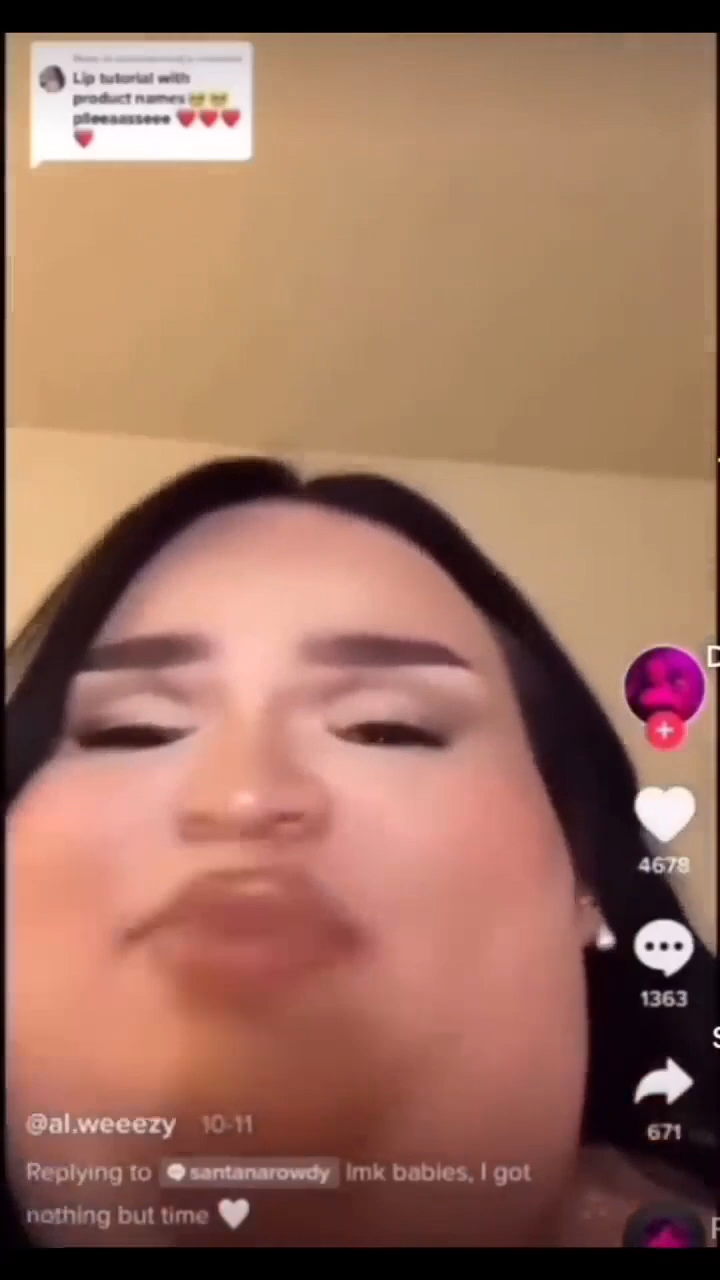 Lip tutorial with
product names🥹🥹
plleeaasseee ❤️❤️❤️
❤️
D
4678
1363
S
671
@al.weeezy 10-11
Replying to santanarowdy lmk babies, I got
nothing but time 🤍